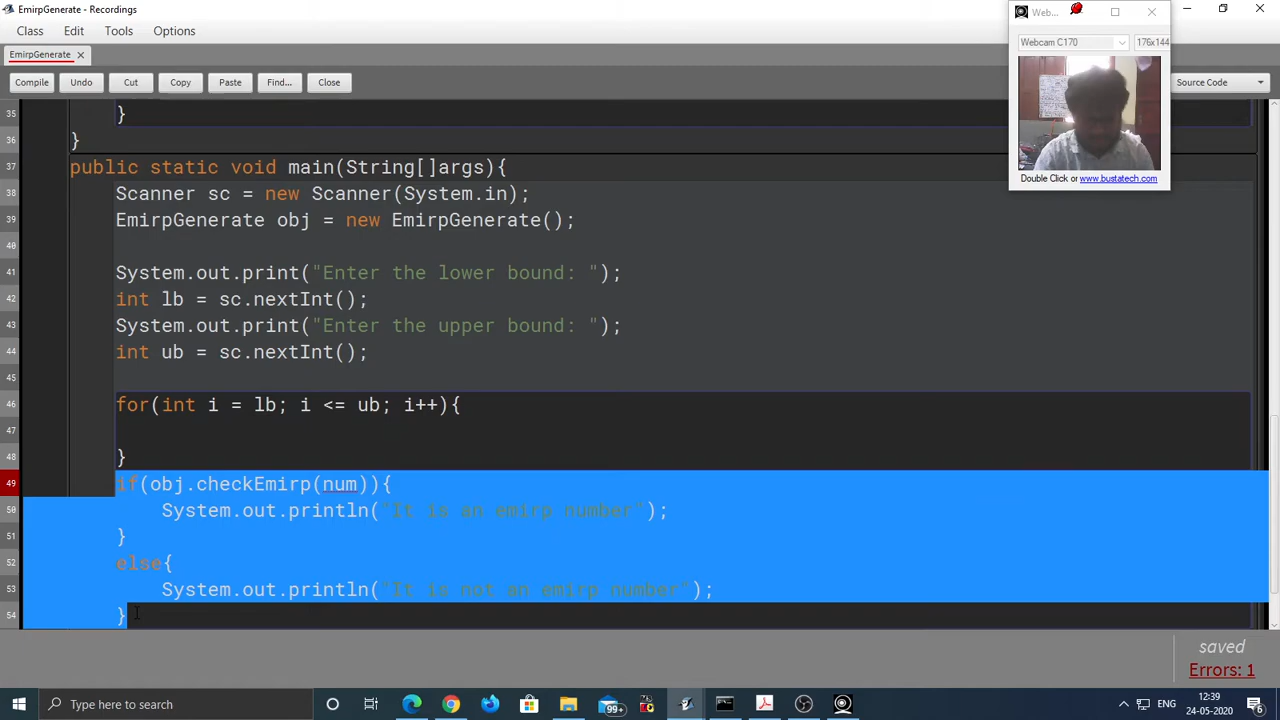 EmirpGenerate - Recordings
Class Edit Tools Options
EmirpGenerate
Compile Undo Cut Copy Paste Find... Close Source Code
Web...
Webcam C170 176x144
Double Click or www.bustatech.com
35 }
36 }
37 public static void main(String[]args){
38 Scanner sc = new Scanner(System.in);
39 EmirpGenerate obj = new EmirpGenerate();
40
41 System.out.print("Enter the lower bound: ");
42 int lb = sc.nextInt();
43 System.out.print("Enter the upper bound: ");
44 int ub = sc.nextInt();
45
46 for(int i = lb; i <= ub; i++){
47
48 }
49 if(obj.checkEmirp(num)){
50 System.out.println("It is an emirp number");
51 }
52 else{
53 System.out.println("It is not an emirp number");
54 }
saved
Errors: 1
Type here to search
99+
ENG
12:39
24-05-2020
6